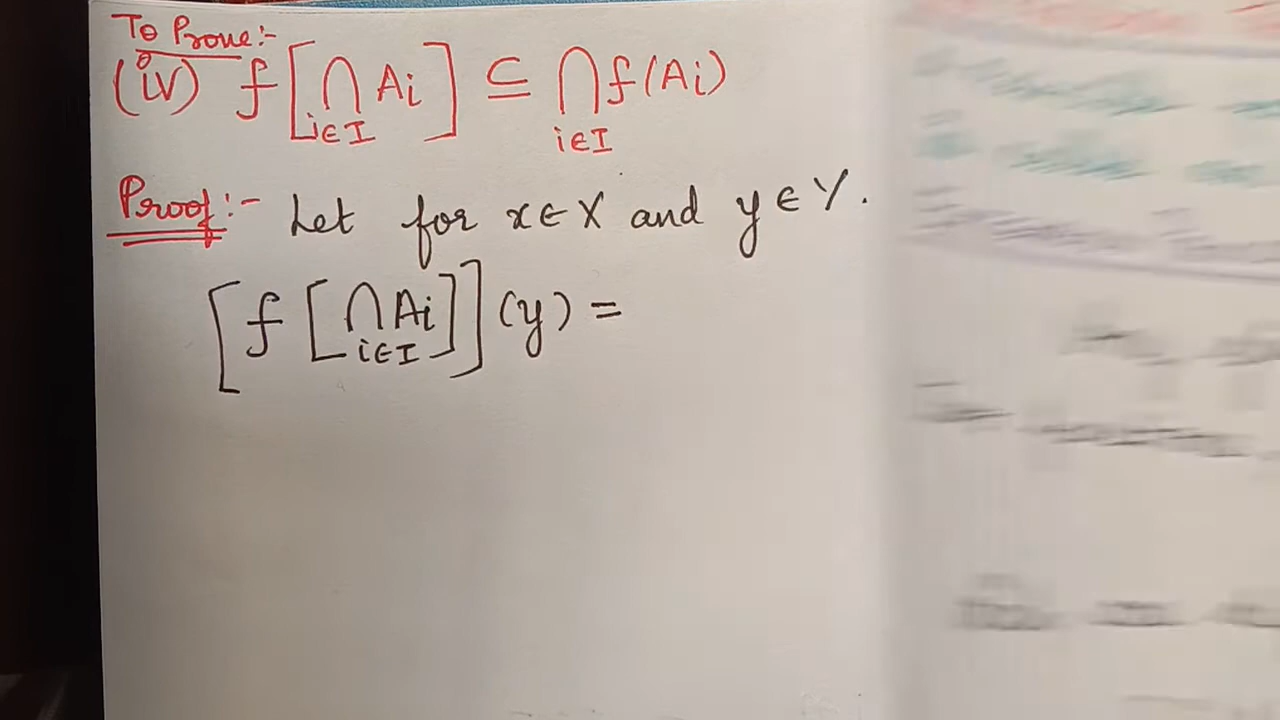 To Prove:-
(iv) f[⋂_{i∈I} Ai] ⊆ ⋂_{i∈I} f(Ai)
Proof:- Let for x∈X and y∈Y.
[f[⋂_{i∈I} Ai]](y) =